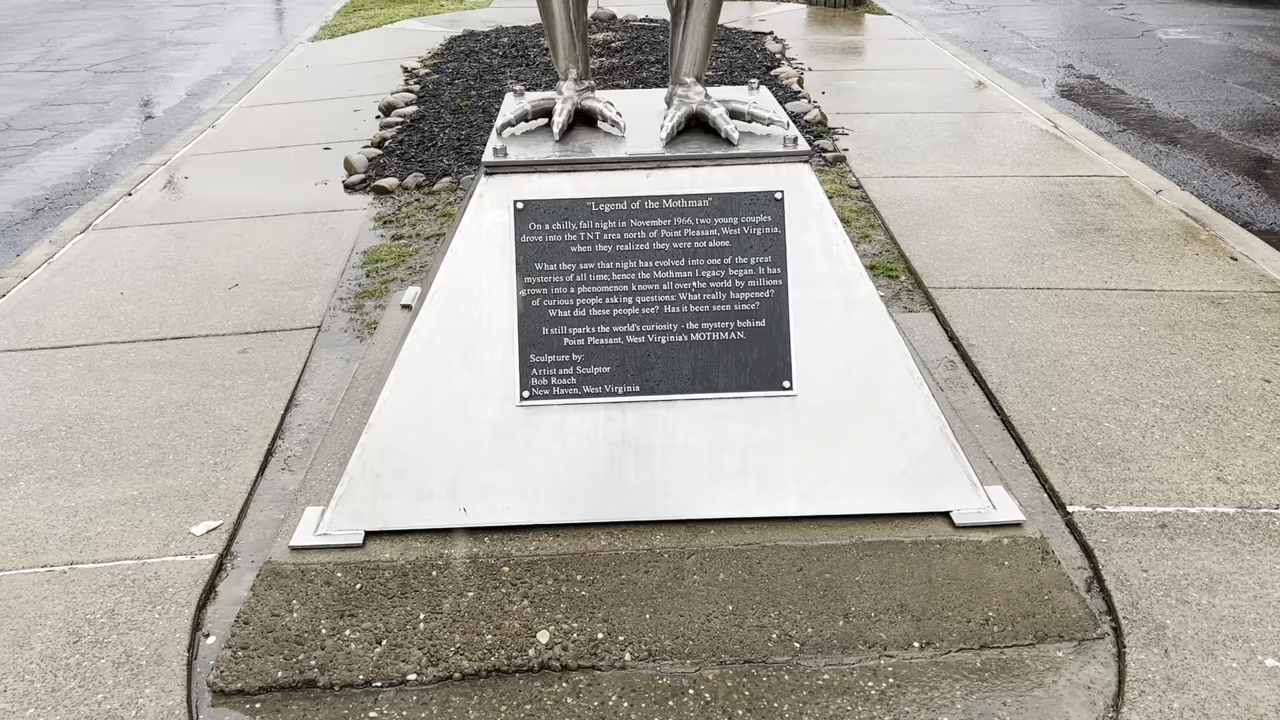 "Legend of the Mothman"
On a chilly, fall night in November 1966, two young couples
drove into the TNT area north of Point Pleasant, West Virginia,
when they realized they were not alone.
What they saw that night has evolved into one of the great
mysteries of all time; hence the Mothman Legacy began. It has
grown into a phenomenon known all over the world by millions
of curious people asking questions: What really happened?
What did these people see? Has it been seen since?
It still sparks the world's curiosity - the mystery behind
Point Pleasant, West Virginia's MOTHMAN.
Sculpture by:
Artist and Sculptor
Bob Roach
New Haven, West Virginia